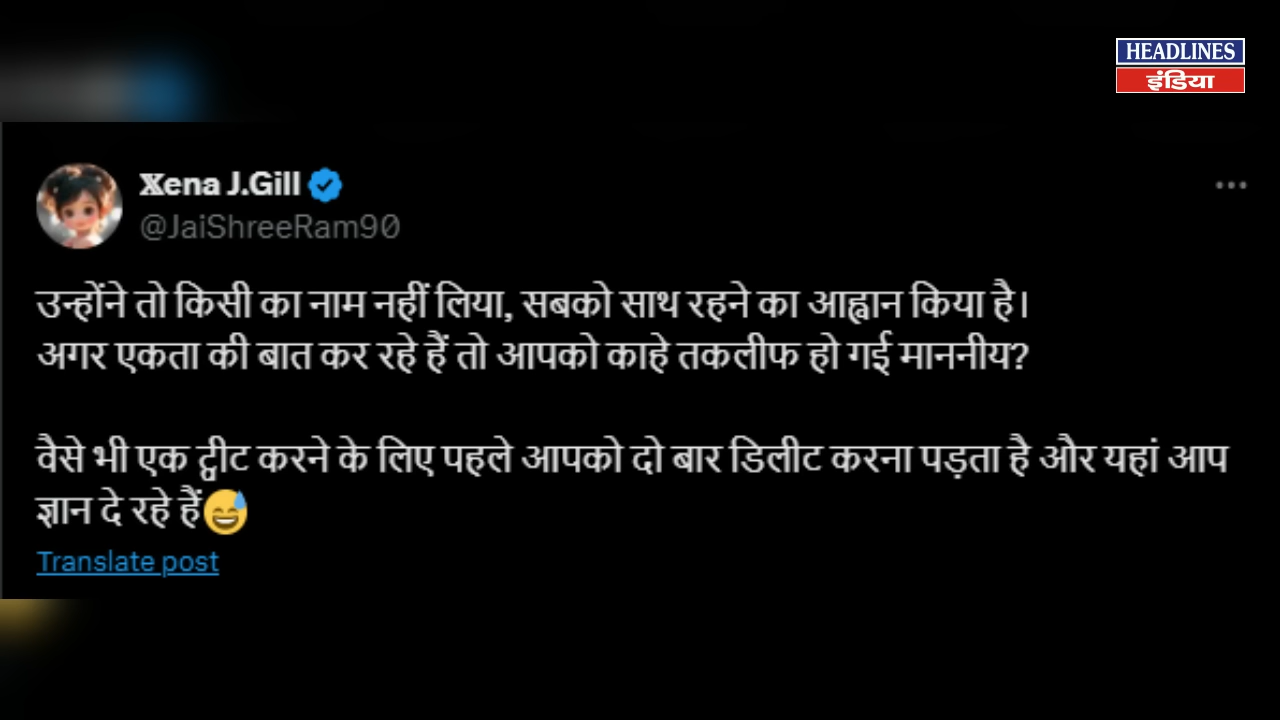 HEADLINES
इंडिया
Xena J.Gill
@JaiShreeRam90
उन्होंने तो किसी का नाम नहीं लिया, सबको साथ रहने का आह्वान किया है।
अगर एकता की बात कर रहे हैं तो आपको काहे तकलीफ हो गई माननीय?
वैसे भी एक ट्वीट करने के लिए पहले आपको दो बार डिलीट करना पड़ता है और यहां आप
ज्ञान दे रहे हैं😅
Translate post